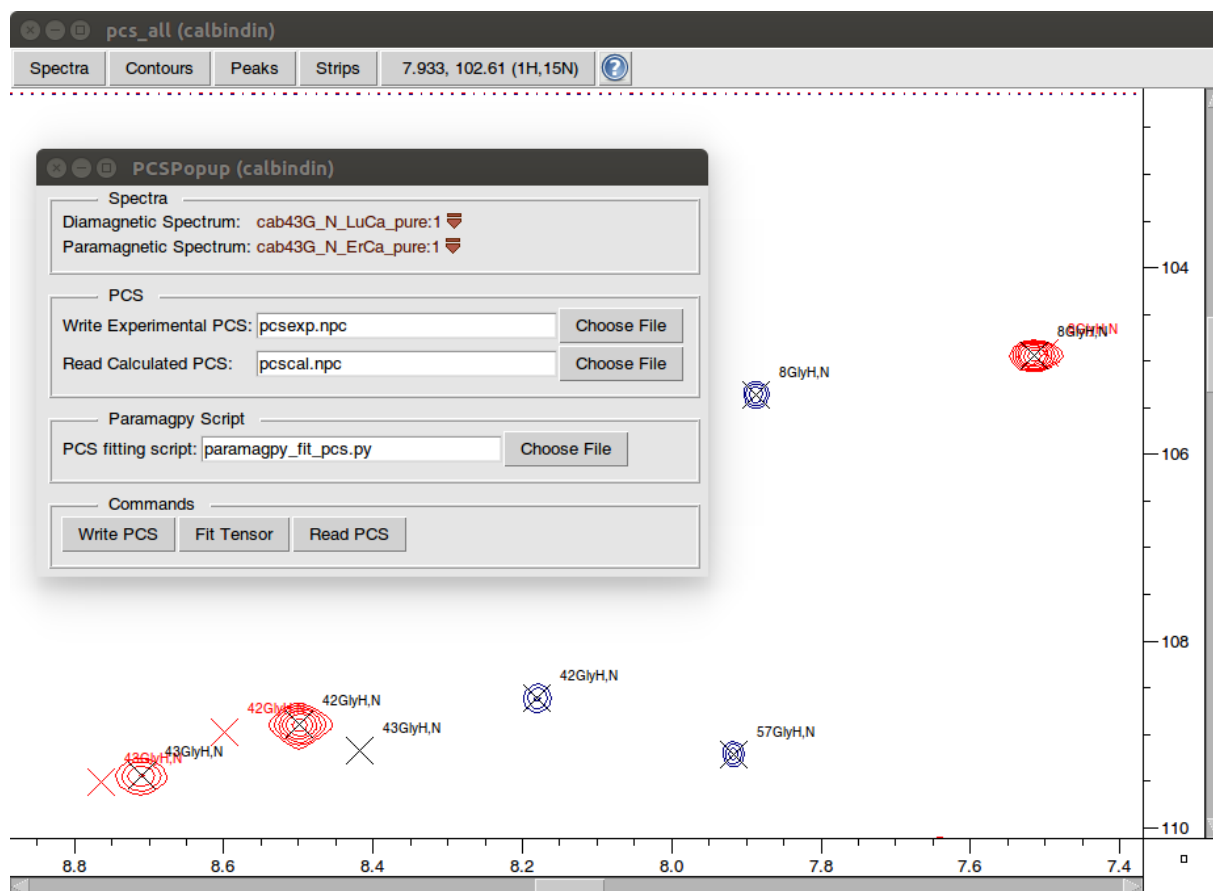 pcs_all (calbindin)
Spectra Contours Peaks Strips 7.933, 102.61 (1H,15N)
PCSPopup (calbindin)
Spectra
Diamagnetic Spectrum: cab43G_N_LuCa_pure:1
Paramagnetic Spectrum: cab43G_N_ErCa_pure:1
PCS
Write Experimental PCS: pcsexp.npc Choose File
Read Calculated PCS: pcscal.npc Choose File
Paramagpy Script
PCS fitting script: paramagpy_fit_pcs.py Choose File
Commands
Write PCS Fit Tensor Read PCS
104
8GlyH,N 8GlyH,N
8GlyH,N
106
108
42GlyH,N
42GlyH,N 42GlyH,N
43GlyH,N
57GlyH,N
43GlyH,N 43GlyH,N
110
8.8 8.6 8.4 8.2 8.0 7.8 7.6 7.4